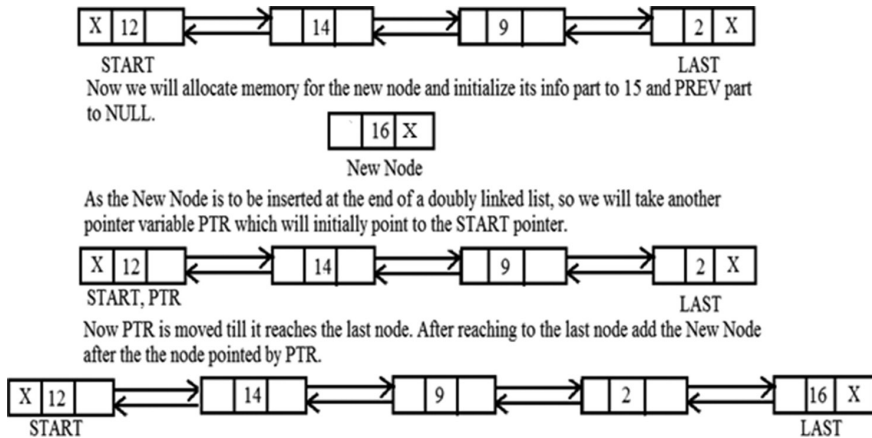 X 12 14 9 2 X
START LAST
Now we will allocate memory for the new node and initialize its info part to 15 and PREV part
to NULL.
16 X
New Node
As the New Node is to be inserted at the end of a doubly linked list, so we will take another
pointer variable PTR which will initially point to the START pointer.
X 12 14 9 2 X
START, PTR LAST
Now PTR is moved till it reaches the last node. After reaching to the last node add the New Node
after the the node pointed by PTR.
X 12 14 9 2 16 X
START LAST